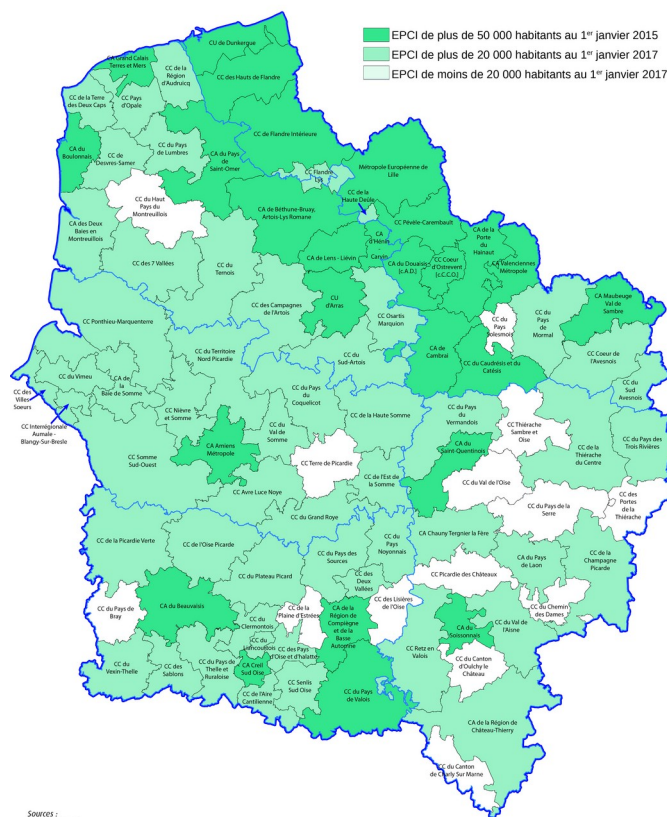 EPCI de plus de 50 000 habitants au 1er janvier 2015
EPCI de plus de 20 000 habitants au 1er janvier 2017
EPCI de moins de 20 000 habitants au 1er janvier 2017
CU de Dunkerque
CA Grand Calais
Terres et Mers
CC de la
Région
d'Audruicq
CC des Hauts de Flandre
CC de la Terre
des Deux Caps
CC Pays
d'Opale
CC de Flandre Intérieure
CA du
Boulonnais
CC de
Desvres-Samer
CC du Pays
de Lumbres
CA du Pays
de
Saint-Omer
CC Flandre
Lys
Métropole Européenne de
Lille
CC du Haut
Pays du
Montreuillois
CC de la
Haute Deûle
CA des Deux
Baies en
Montreuillois
CA de Béthune-Bruay,
Artois-Lys Romane
CC Pévèle-Carembault
CA
d'Hénin
Carvin
CA de la
Porte
du
Hainaut
CC des 7 Vallées
CC du
Ternois
CA de Lens - Liévin
CA du Douaisis
(c.A.D.)
CC Coeur
d'Ostrevent
(c.C.C.O.)
CA Valenciennes
Métropole
CC des Campagnes
de l'Artois
CU
d'Arras
CC Osartis
Marquion
CC du
Pays
Solesmois
CC du
Pays
de
Mormal
CA Maubeuge
Val de
Sambre
CC Ponthieu-Marquenterre
CC du Territoire
Nord Picardie
CC du
Sud-Artois
CA de
Cambrai
CC du Caudrésis et du
Catésis
CC Coeur de
l'Avesnois
CC du
Sud
Avesnois
CC du Vimeu
CA de la
Baie de Somme
CC des
Villes
Soeurs
CC Interrégionale
Aumale -
Blangy-Sur-Bresle
CC Nièvre
et Somme
CC du Pays
du
Coquelicot
CC de la Haute Somme
CC du Pays
du
Vermandois
CC Thiérache
Sambre et
Oise
CC de la
Thiérache
du Centre
CC du Pays des
Trois Rivières
CC Somme
Sud-Ouest
CA Amiens
Métropole
CC du
Val de
Somme
CC Terre de Picardie
CA du
Saint-Quentinois
CC du Val de l'Oise
CC de l'Est de
la Somme
CC du Pays de la
Serre
CC des
Portes
de la
Thiérache
CC Avre Luce Noye
CC du Grand Roye
CC de la Picardie Verte
CC de l'Oise Picarde
CC du Pays des
Sources
CC du
Pays
Noyonnais
CA Chauny Tergnier la Fère
CA du Pays
de Laon
CC de la
Champagne
Picarde
CC du Plateau Picard
CC des
Deux
Vallées
CC Picardie des Châteaux
CC du Pays de
Bray
CA du Beauvaisis
CC de la
Plaine d'Estrées
CA de la
Région de
Compiègne
et de la
Basse
Automne
CC des Lisières
de l'Oise
CC du Chemin
des Dames
CC du
Clermontois
CC du
Liancourtois
CA du
Soissonnais
CC du Val de
l'Aisne
CC du
Vexin-Thelle
CC des
Sablons
CC du Pays de
Thelle et
Ruraloise
CA Creil
Sud Oise
CC des Pays
d'Oise et d'halatte
CC Retz en
Valois
CC du Canton
d'Oulchy le
Château
CC de l'Aire
Cantilienne
CC Senlis
Sud Oise
CC du Pays
de Valois
CA de la Région de
Château-Thierry
CC du Canton
de Charly Sur Marne
Sources :